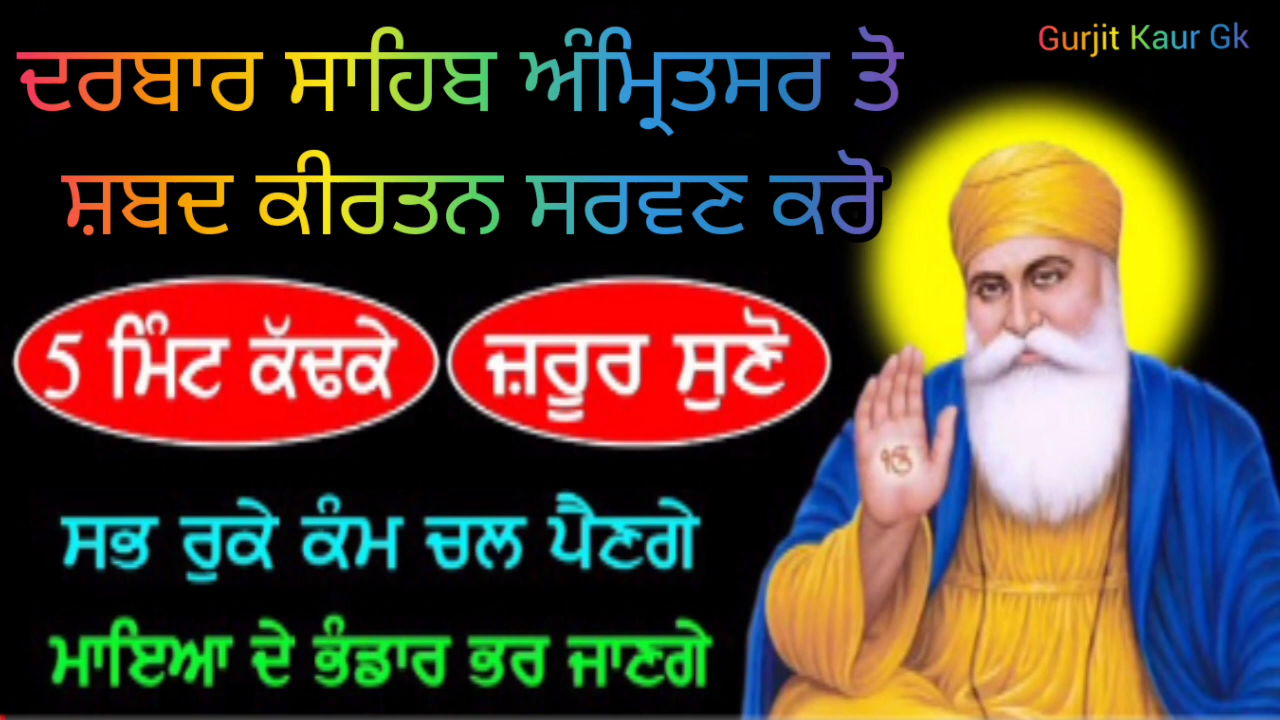 Gurjit Kaur Gk
ਦਰਬਾਰ ਸਾਹਿਬ ਅੰਮ੍ਰਿਤਸਰ ਤੋ
ਸ਼ਬਦ ਕੀਰਤਨ ਸਰਵਣ ਕਰੋ
5 ਮਿੰਟ ਕੱਢਕੇ ਜ਼ਰੂਰ ਸੁਣੋ
ੴ
ਸਭ ਰੁਕੇ ਕੰਮ ਚਲ ਪੈਣਗੇ
ਮਾਇਆ ਦੇ ਭੰਡਾਰ ਭਰ ਜਾਣਗੇ